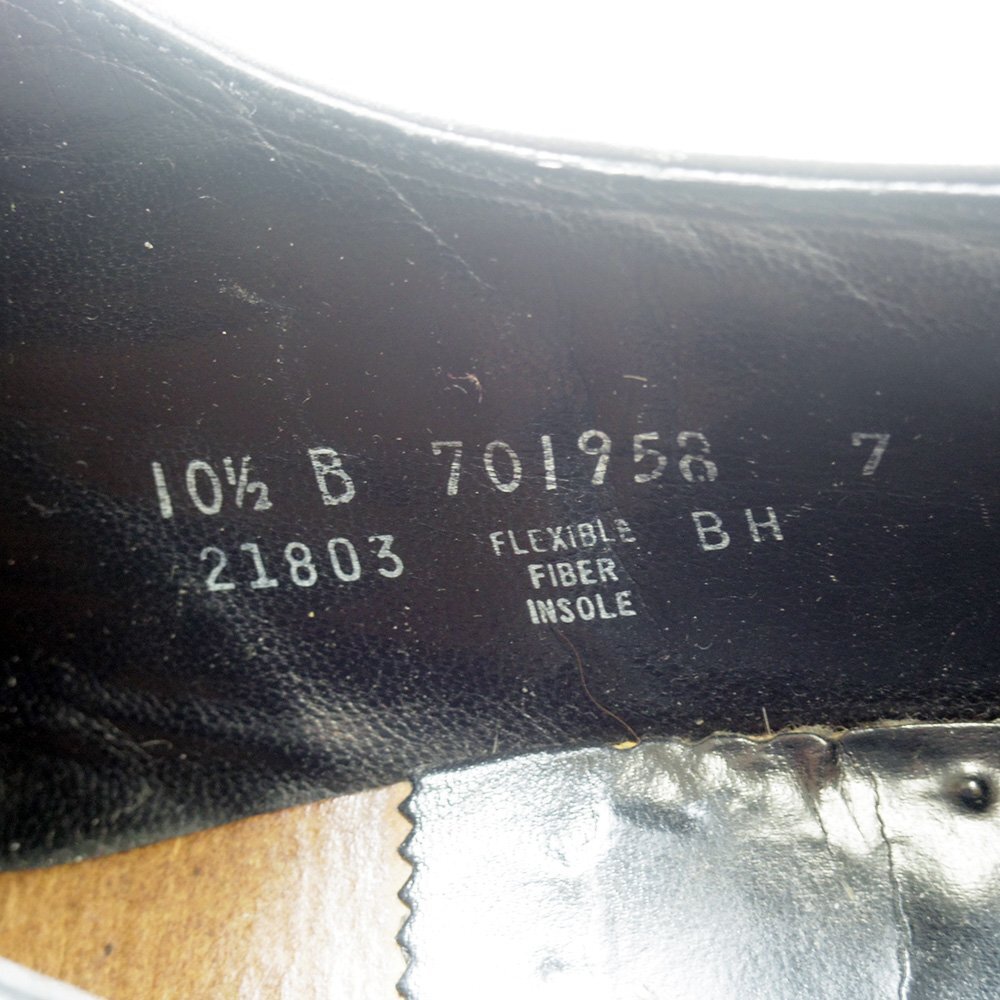 10½ B 701958 7
21803 FLEXIBLE BH
FIBER
INSOLE